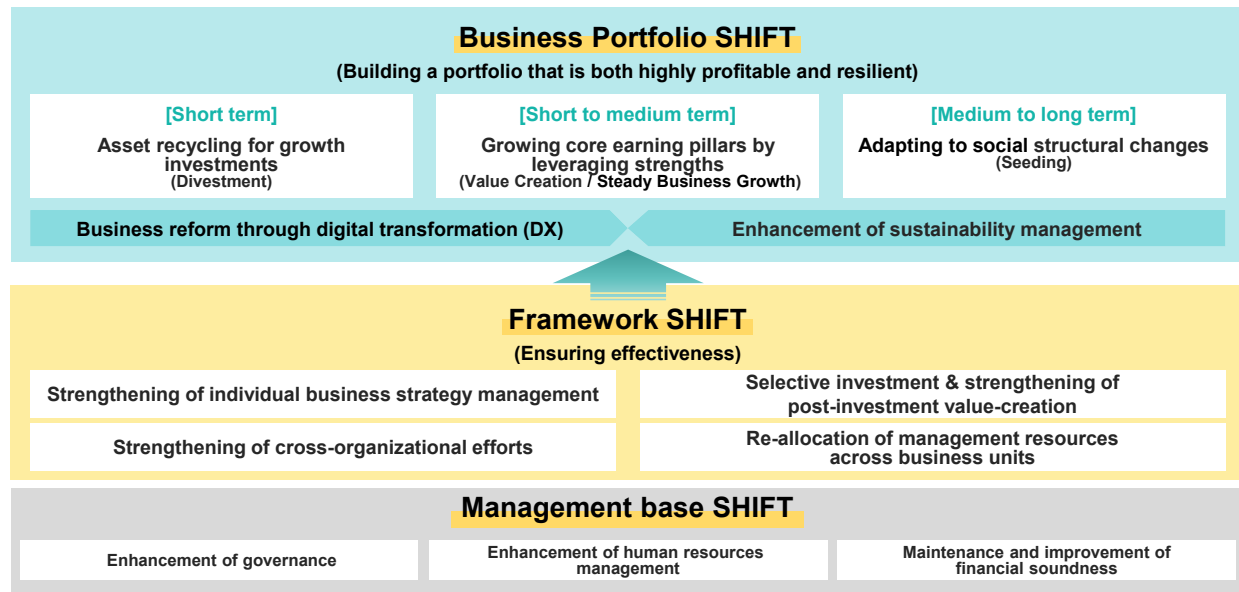 Business Portfolio SHIFT
(Building a portfolio that is both highly profitable and resilient)
[Short term]
Asset recycling for growth
investments
(Divestment)
[Short to medium term]
Growing core earning pillars by
leveraging strengths
(Value Creation / Steady Business Growth)
[Medium to long term]
Adapting to social structural changes
(Seeding)
Business reform through digital transformation (DX)
Enhancement of sustainability management
Framework SHIFT
(Ensuring effectiveness)
Strengthening of individual business strategy management
Selective investment & strengthening of
post-investment value-creation
Strengthening of cross-organizational efforts
Re-allocation of management resources
across business units
Management base SHIFT
Enhancement of governance
Enhancement of human resources
management
Maintenance and improvement of
financial soundness